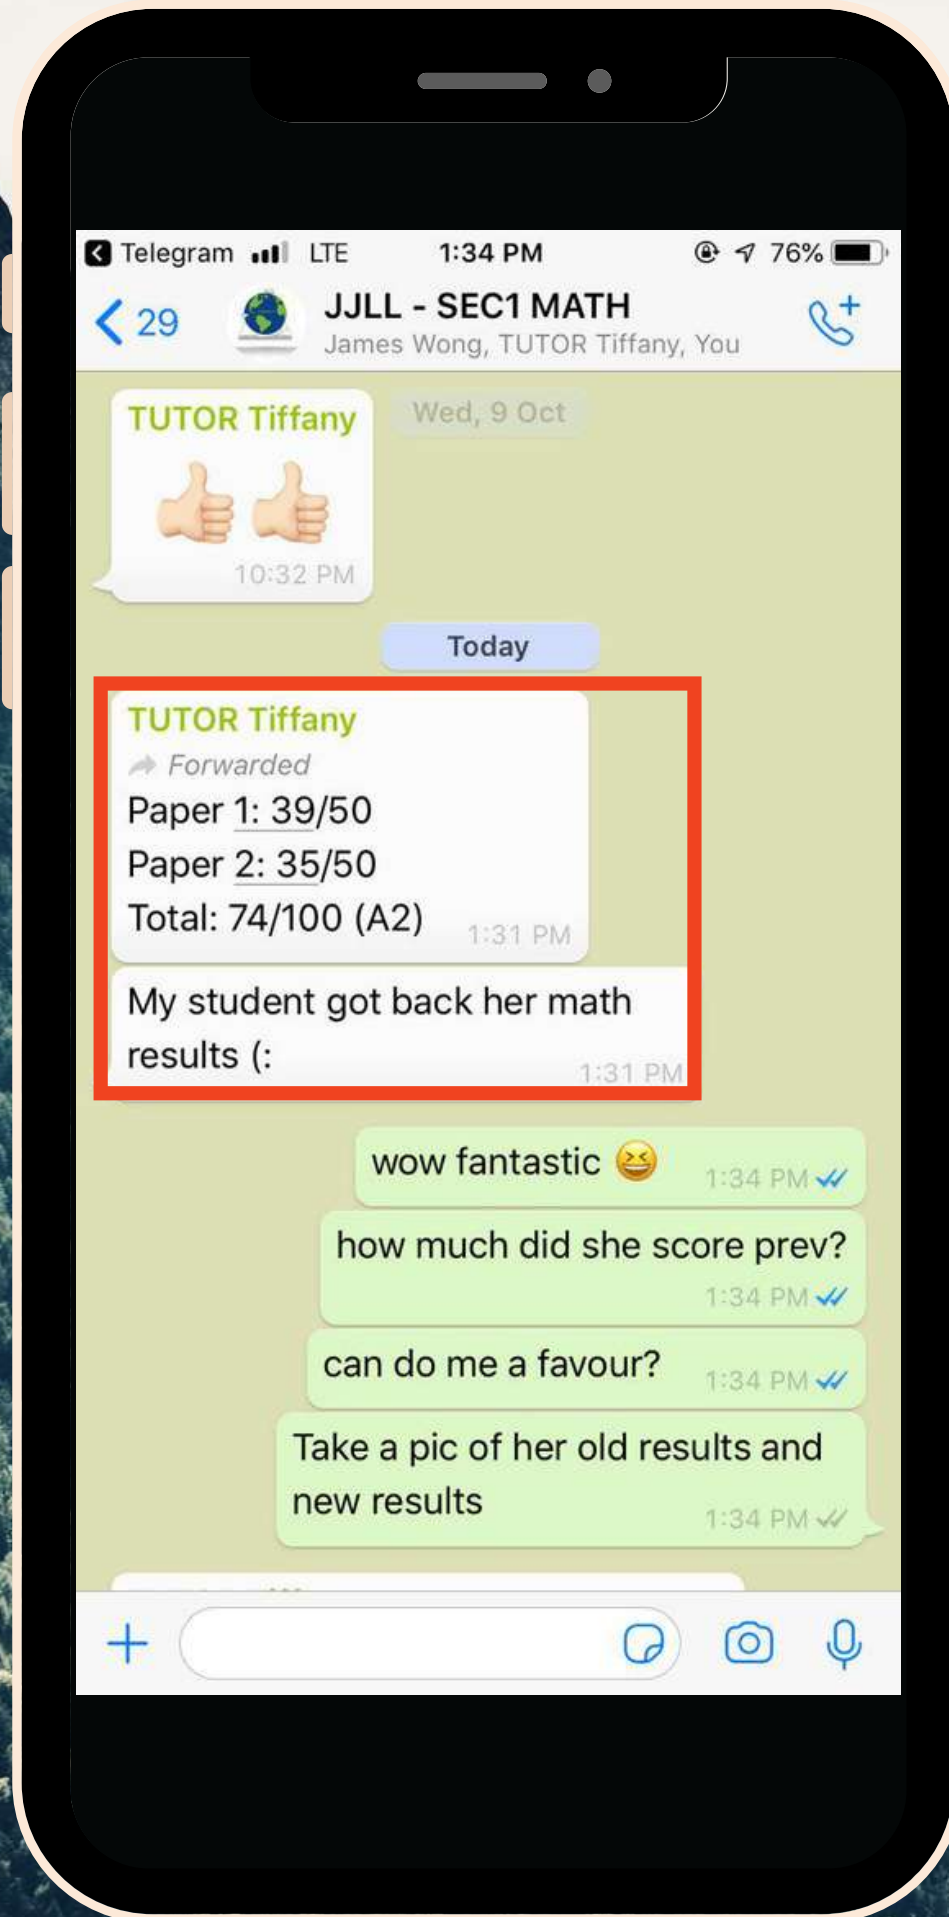 Telegram LTE 1:34 PM 76%
29 JJLL - SEC1 MATH
James Wong, TUTOR Tiffany, You
TUTOR Tiffany
Wed, 9 Oct
👍🏻👍🏻
10:32 PM
Today
TUTOR Tiffany
Forwarded
Paper 1: 39/50
Paper 2: 35/50
Total: 74/100 (A2) 1:31 PM
My student got back her math
results (: 1:31 PM
wow fantastic 😆 1:34 PM
how much did she score prev?
1:34 PM
can do me a favour? 1:34 PM
Take a pic of her old results and
new results 1:34 PM